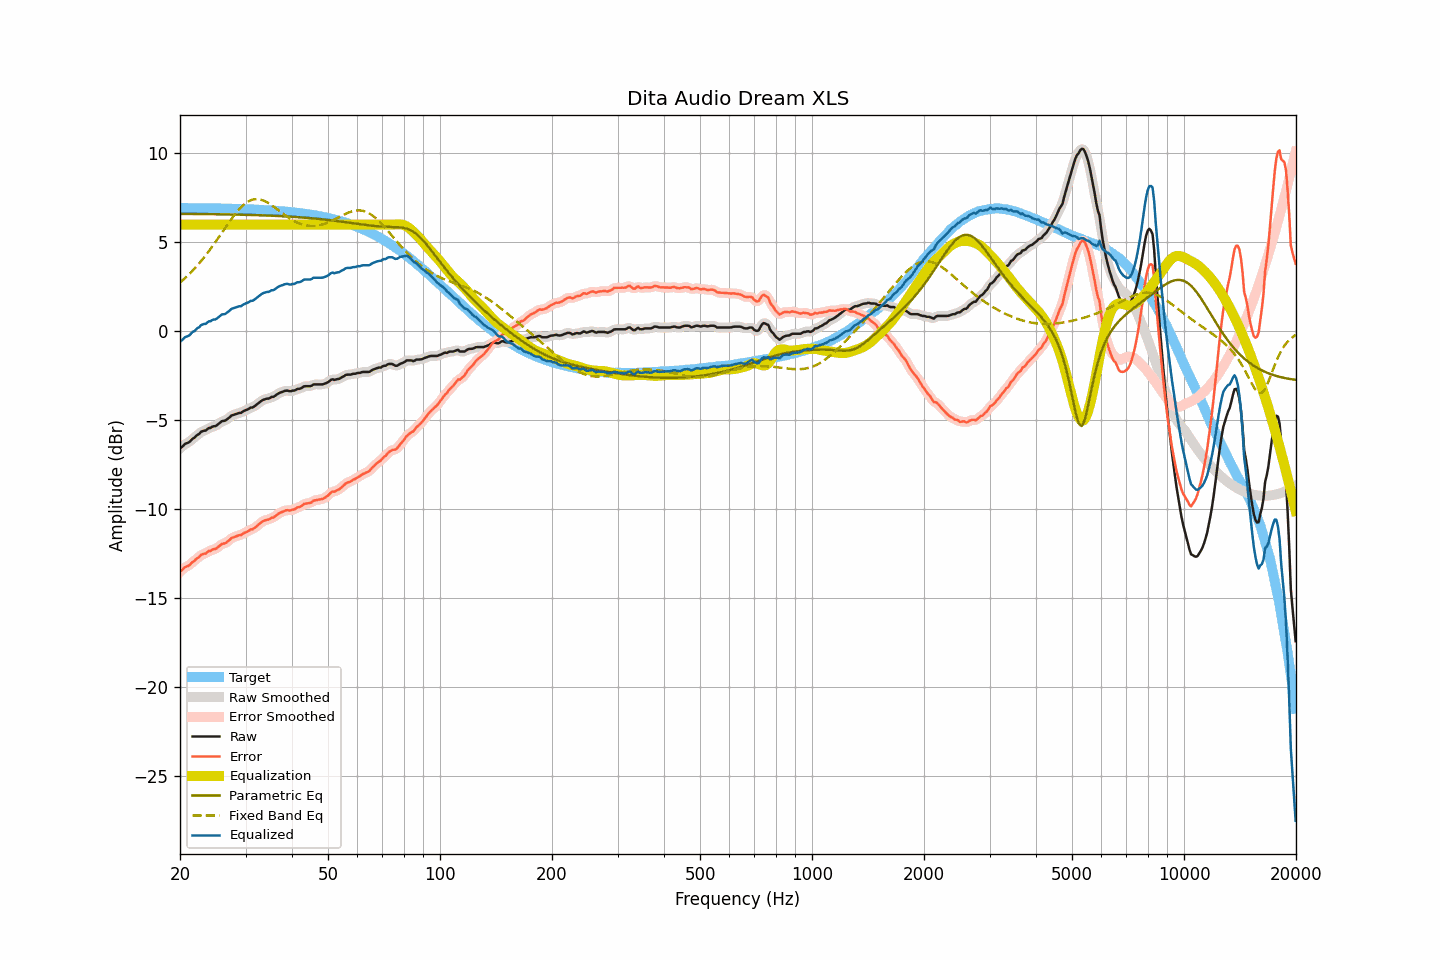 Dita Audio Dream XLS
Amplitude (dBr)
10
5
0
−5
−10
−15
−20
−25
Target
Raw Smoothed
Error Smoothed
Raw
Error
Equalization
Parametric Eq
Fixed Band Eq
Equalized
20 50 100 200 500 1000 2000 5000 10000 20000
Frequency (Hz)